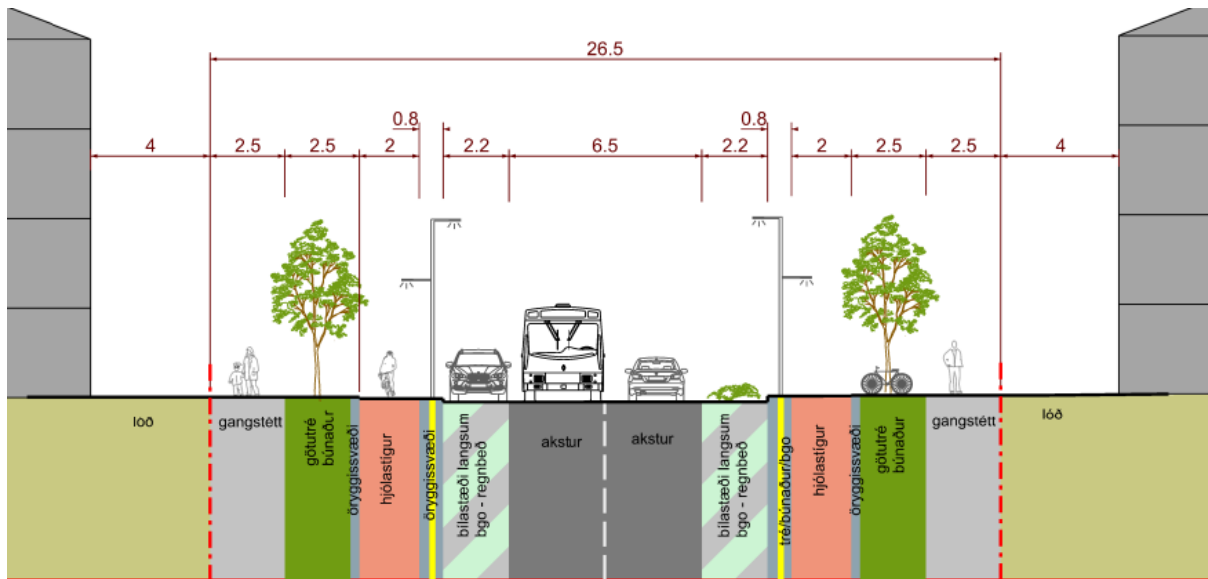 26.5
0.8
0.8
4
2.5
2.5
2
2.2
6.5
2.2
2
2.5
2.5
4
lóð
gangstétt
götutré
búnaður
öryggissvæði
hjólastígur
öryggissvæði
bílastæði langsum
bgo - regnbeð
akstur
akstur
bílastæði langsum
bgo - regnbeð
tré/búnaður/bgo
hjólastígur
öryggissvæði
götutré
búnaður
gangstétt
lóð